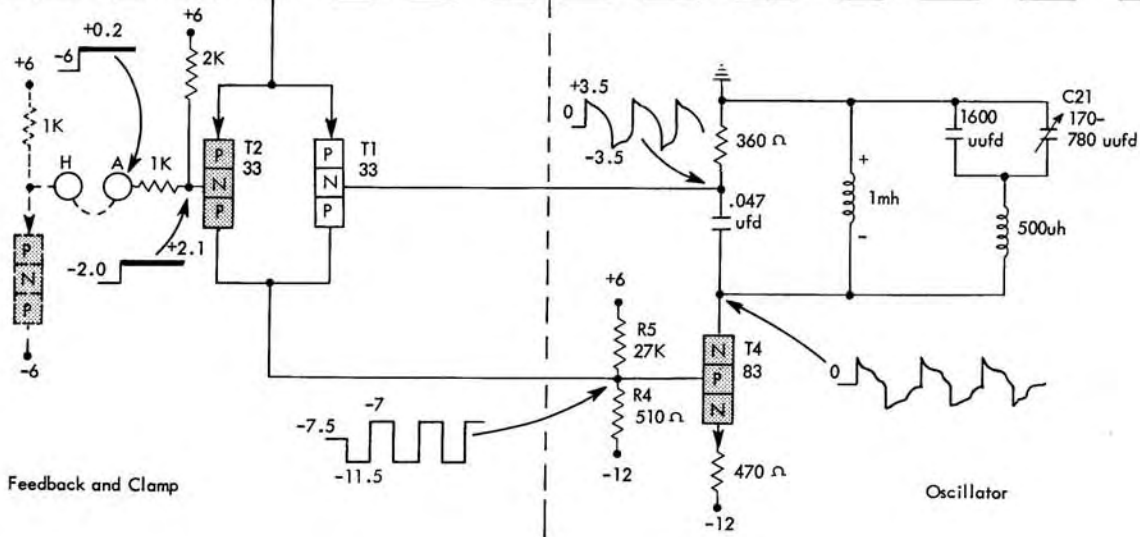 +0.2
-6
+6
2K
+6
1K
H
A
1K
T2
33
P
N
P
T1
33
P
N
P
+2.1
-2.0
P
N
P
-6
+3.5
0
-3.5
360 Ω
.047
ufd
+
1mh
-
1600
uufd
C21
170-
780 uufd
500uh
+6
R5
27K
R4
510 Ω
-12
N
P
N
T4
83
470 Ω
-12
0
-7
-7.5
-11.5
Feedback and Clamp
Oscillator